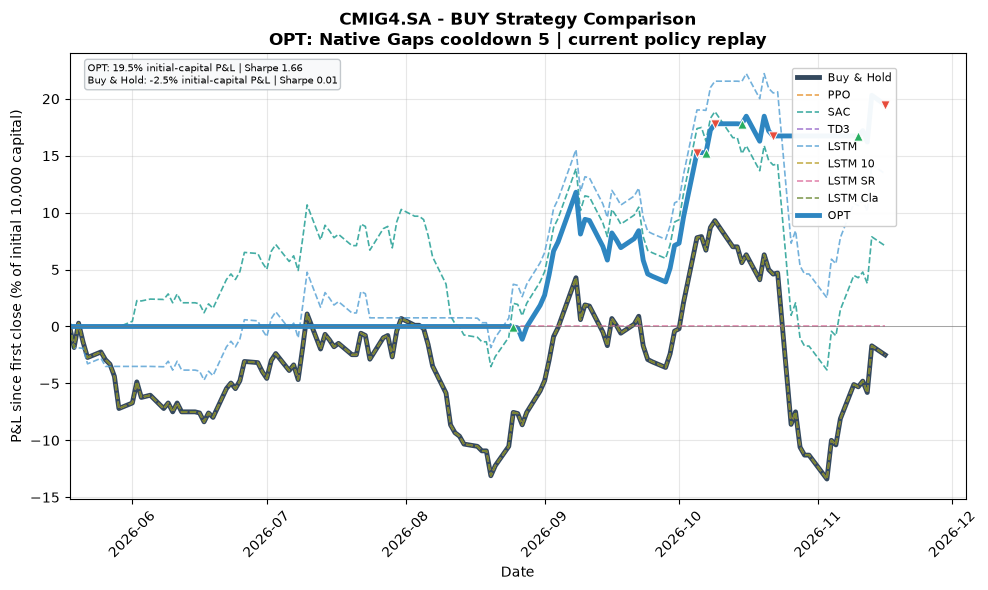 CMIG4.SA - BUY Strategy Comparison
OPT: Native Gaps cooldown 5 | current policy replay
OPT: 19.5% initial-capital P&L | Sharpe 1.66
Buy & Hold: -2.5% initial-capital P&L | Sharpe 0.01
Buy & Hold
PPO
SAC
TD3
LSTM
LSTM 10
LSTM SR
LSTM Cla
OPT
P&L since first close (% of initial 10,000 capital)
20
15
10
5
0
−5
−10
−15
2026-06
2026-07
2026-08
2026-09
2026-10
2026-11
2026-12
Date